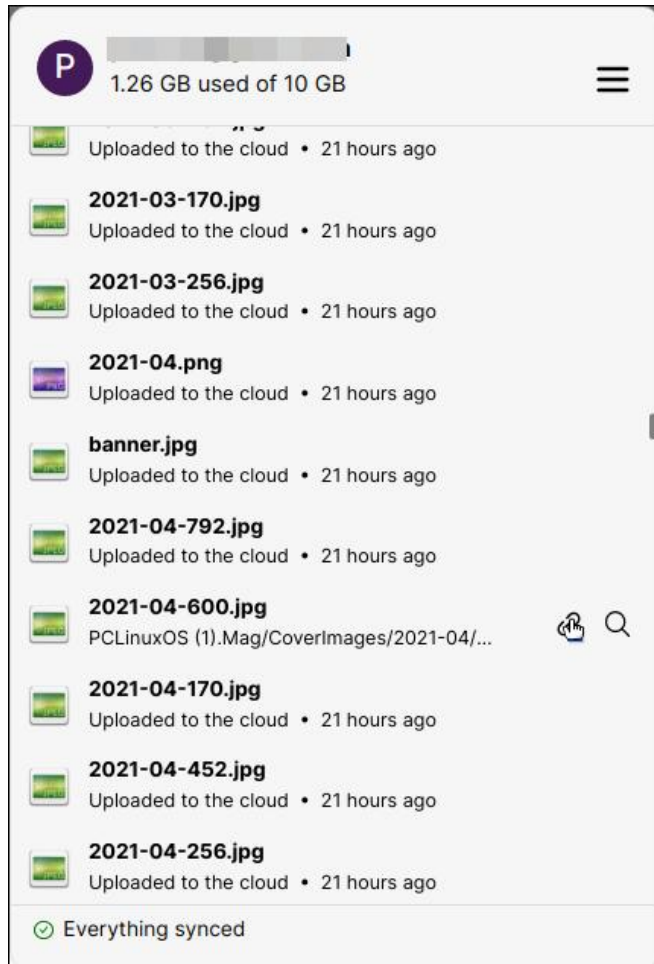 P
1.26 GB used of 10 GB
Uploaded to the cloud • 21 hours ago
2021-03-170.jpg
Uploaded to the cloud • 21 hours ago
2021-03-256.jpg
Uploaded to the cloud • 21 hours ago
2021-04.png
Uploaded to the cloud • 21 hours ago
banner.jpg
Uploaded to the cloud • 21 hours ago
2021-04-792.jpg
Uploaded to the cloud • 21 hours ago
2021-04-600.jpg
PCLinuxOS (1).Mag/CoverImages/2021-04/...
2021-04-170.jpg
Uploaded to the cloud • 21 hours ago
2021-04-452.jpg
Uploaded to the cloud • 21 hours ago
2021-04-256.jpg
Uploaded to the cloud • 21 hours ago
Everything synced